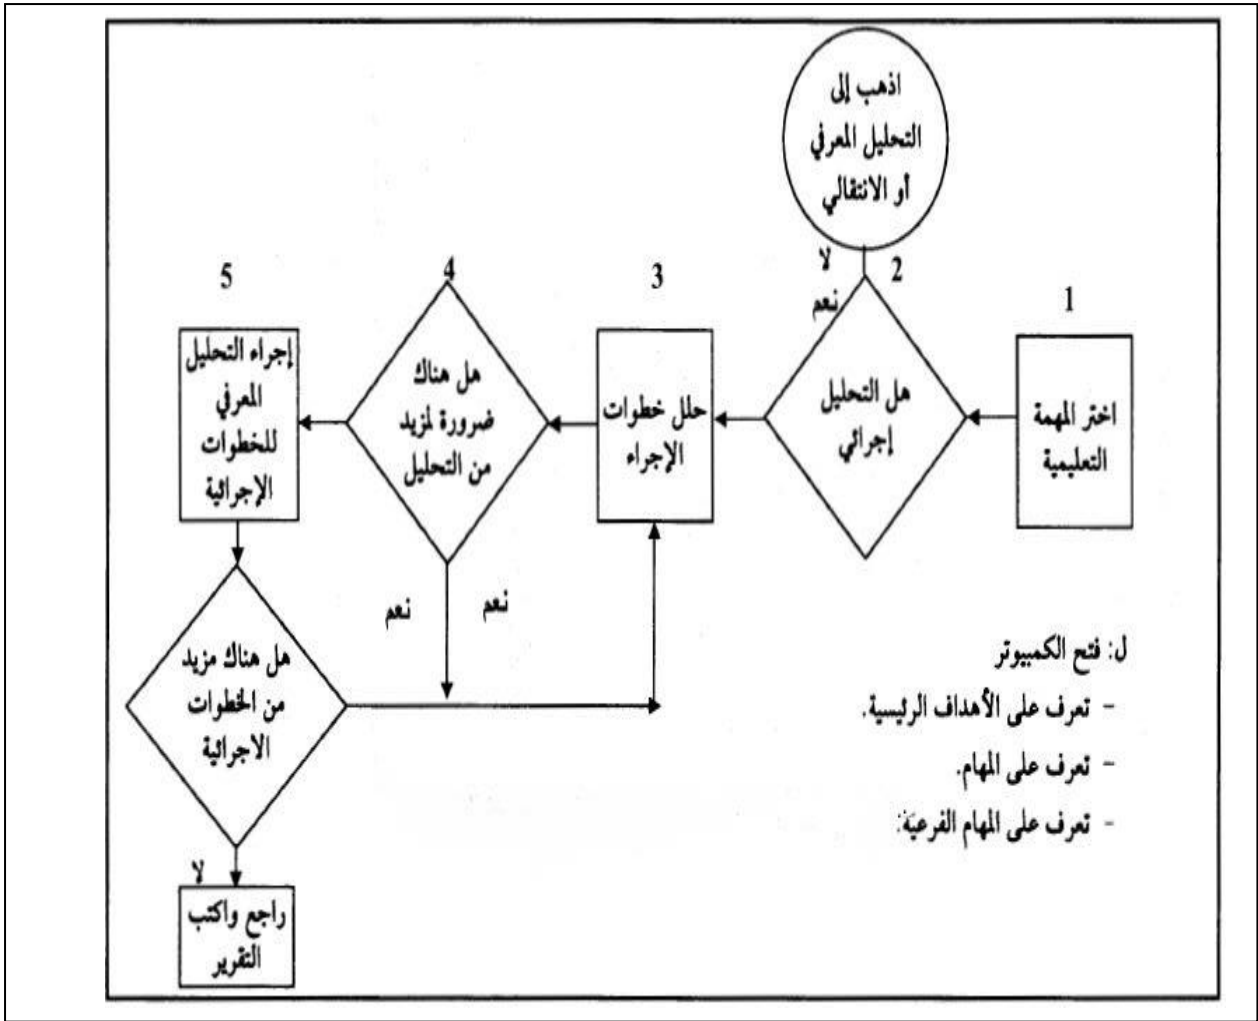 اذهب إلى
التحليل المعرفي
أو الانتقالي
لا
2
نعم
1
اختر المهمة
التعليمية
هل التحليل
إجرائي
3
حلل خطوات
الإجراء
4
هل هناك
ضرورة لمزيد
من التحليل
5
إجراء التحليل
المعرفي
للخطوات
الإجرائية
نعم
نعم
هل هناك مزيد
من الخطوات
الاجرائية
لا
راجع واكتب
التقرير
ل: فتح الكمبيوتر
- تعرف على الأهداف الرئيسية.
- تعرف على المهام.
- تعرف على المهام الفرعية: